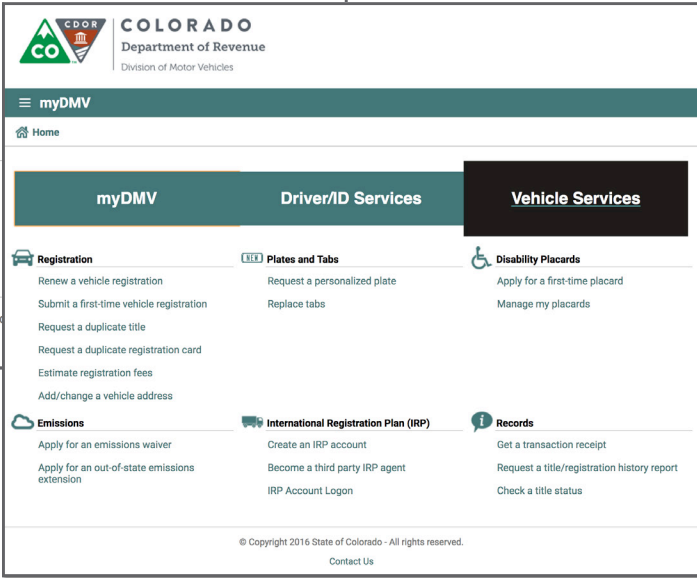 CDOR
CO
COLORADO
Department of Revenue
Division of Motor Vehicles
myDMV
Home
myDMV
Driver/ID Services
Vehicle Services
Registration
Renew a vehicle registration
Submit a first-time vehicle registration
Request a duplicate title
Request a duplicate registration card
Estimate registration fees
Add/change a vehicle address
NEW
Plates and Tabs
Request a personalized plate
Replace tabs
Disability Placards
Apply for a first-time placard
Manage my placards
Emissions
Apply for an emissions waiver
Apply for an out-of-state emissions
extension
International Registration Plan (IRP)
Create an IRP account
Become a third party IRP agent
IRP Account Logon
i
Records
Get a transaction receipt
Request a title/registration history report
Check a title status
© Copyright 2016 State of Colorado - All rights reserved.
Contact Us